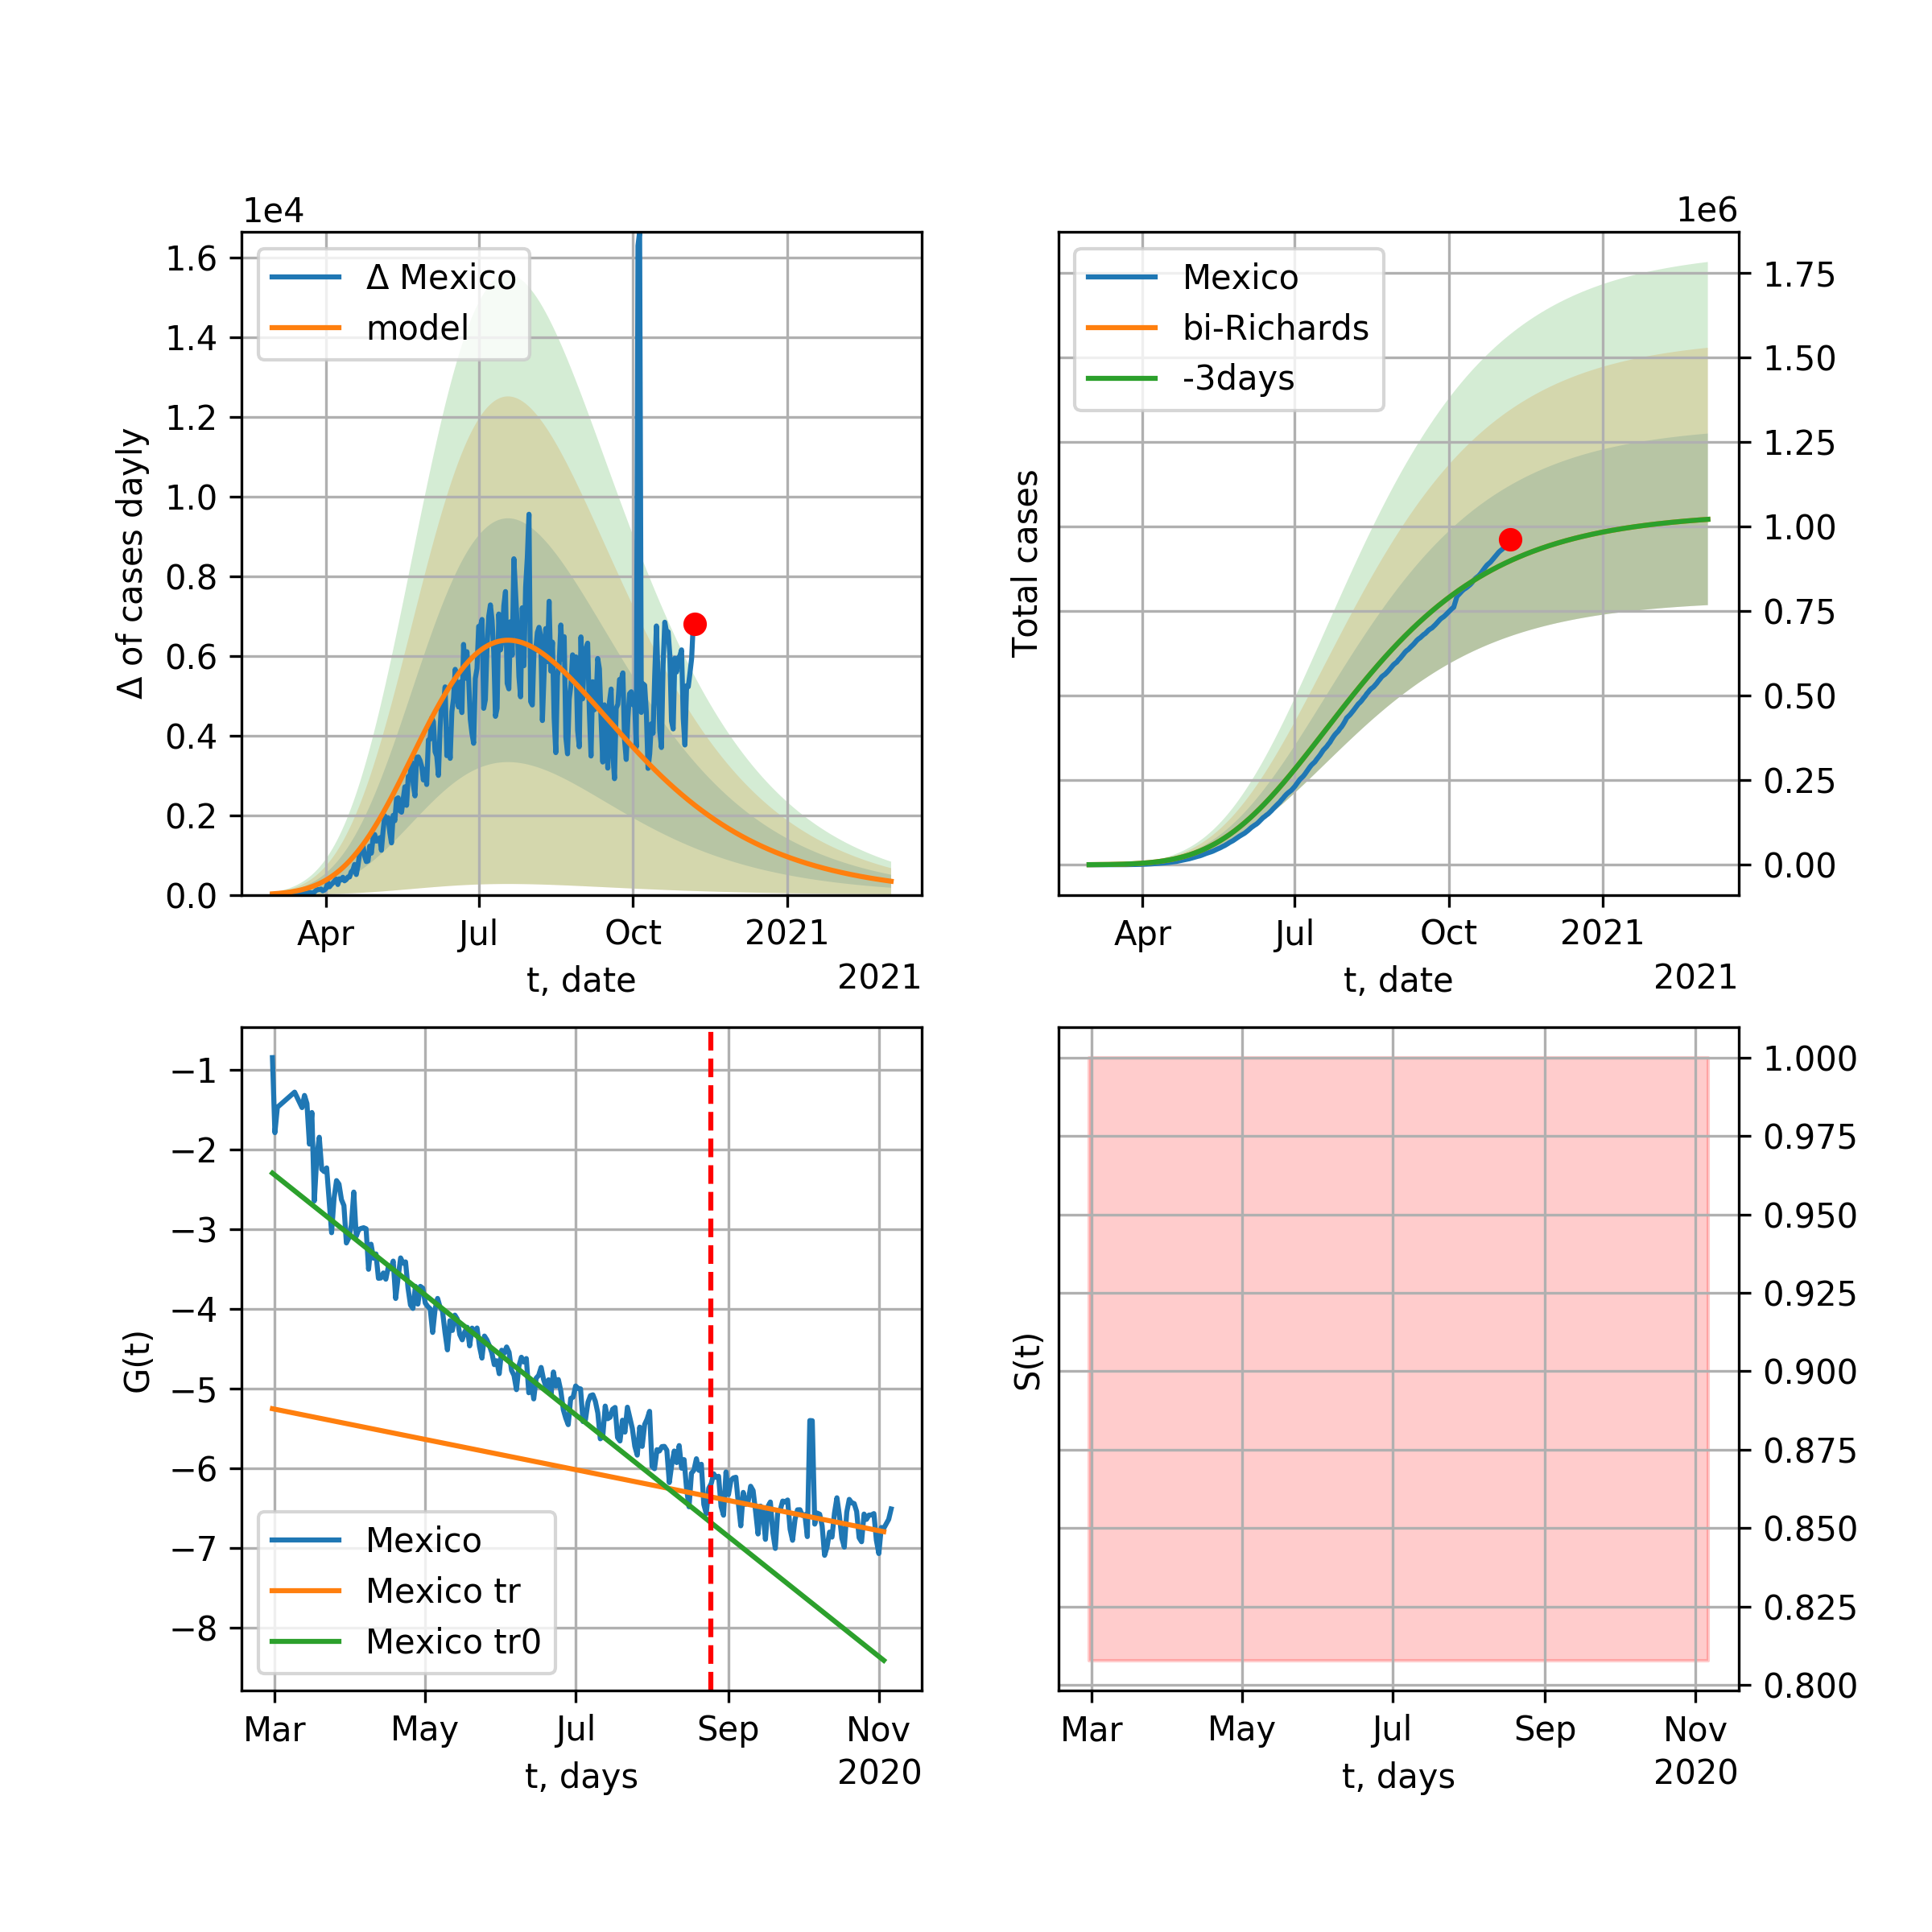 1e4
Δ of cases dayly
1.6
1.4
1.2
1.0
0.8
0.6
0.4
0.2
0.0
Δ Mexico
model
Apr
Jul
Oct
2021
t, date
2021
1e6
Total cases
Mexico
bi-Richards
-3days
1.75
1.50
1.25
1.00
0.75
0.50
0.25
0.00
Apr
Jul
Oct
2021
t, date
2021
G(t)
−1
−2
−3
−4
−5
−6
−7
−8
Mexico
Mexico tr
Mexico tr0
Mar
May
Jul
Sep
Nov
t, days
2020
S(t)
1.000
0.975
0.950
0.925
0.900
0.875
0.850
0.825
0.800
Mar
May
Jul
Sep
Nov
t, days
2020